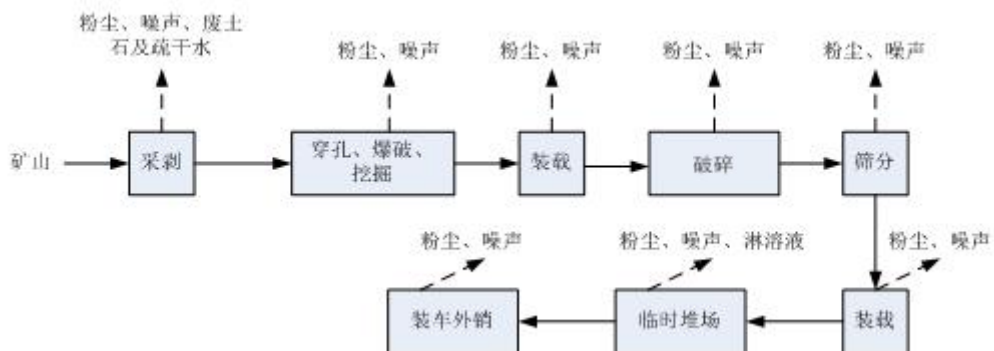 粉尘、噪声、废土
石及疏干水
粉尘、噪声
粉尘、噪声
粉尘、噪声
粉尘、噪声
矿山
采剥
穿孔、爆破、
挖掘
装载
破碎
筛分
粉尘、噪声
粉尘、噪声、淋溶液
粉尘、噪声
装车外销
临时堆场
装载